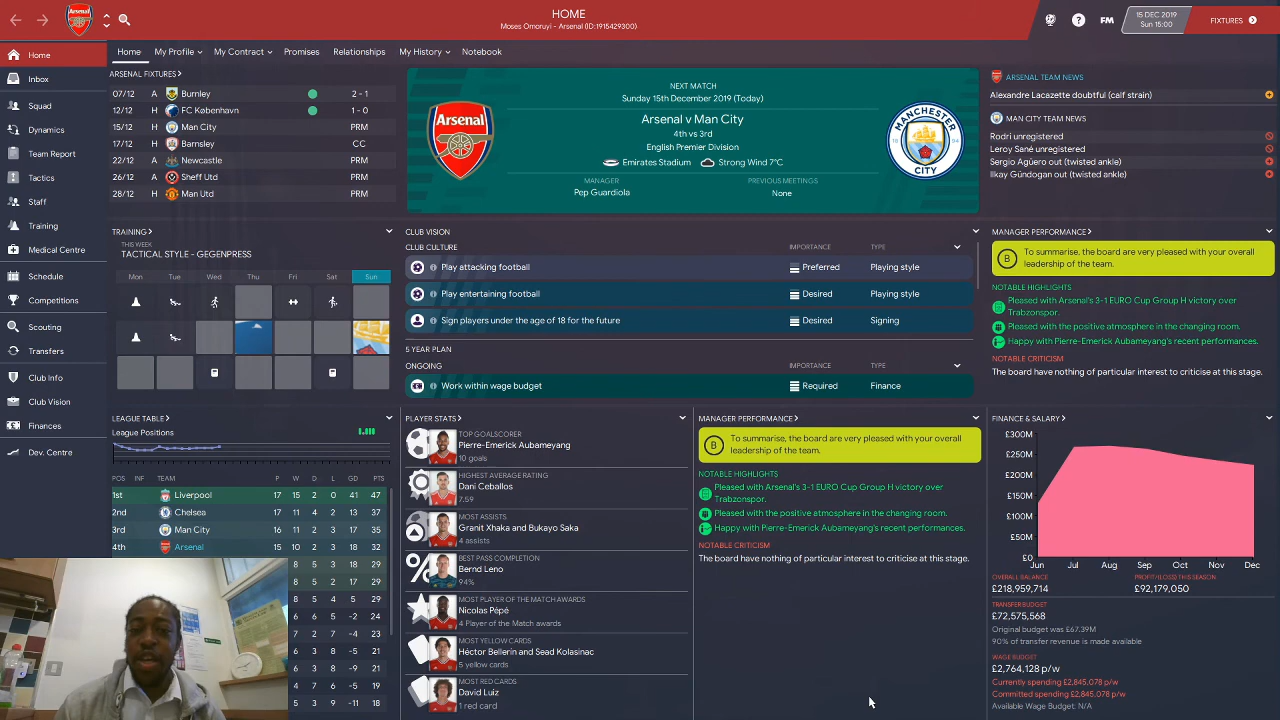 HOME
Moses Omoruyi - Arsenal (ID:1915429300)
FM
15 DEC 2019
Sun 15:00
FIXTURES
Home
Inbox
Squad
Dynamics
Team Report
Tactics
Staff
Training
Medical Centre
Schedule
Competitions
Scouting
Transfers
Club Info
Club Vision
Finances
Dev. Centre
Home My Profile My Contract Promises Relationships My History Notebook
ARSENAL FIXTURES
07/12 A Burnley 2 - 1
12/12 H FC København 1 - 0
15/12 H Man City PRM
17/12 H Barnsley CC
22/12 A Newcastle PRM
26/12 A Sheff Utd PRM
28/12 H Man Utd PRM
NEXT MATCH
Sunday 15th December 2019 (Today)
Arsenal v Man City
4th vs 3rd
English Premier Division
Emirates Stadium Strong Wind 7°C
MANAGER
Pep Guardiola
PREVIOUS MEETINGS
None
Arsenal
MANCHESTER
CITY
ARSENAL TEAM NEWS
Alexandre Lacazette doubtful (calf strain)
MAN CITY TEAM NEWS
Rodri unregistered
Leroy Sané unregistered
Sergio Agüero out (twisted ankle)
Ilkay Gündogan out (twisted ankle)
TRAINING
THIS WEEK
TACTICAL STYLE - GEGENPRESS
Mon Tue Wed Thu Fri Sat Sun
CLUB VISION
CLUB CULTURE IMPORTANCE TYPE
Play attacking football Preferred Playing style
Play entertaining football Desired Playing style
Sign players under the age of 18 for the future Desired Signing
5 YEAR PLAN
ONGOING IMPORTANCE TYPE
Work within wage budget Required Finance
MANAGER PERFORMANCE
B
To summarise, the board are very pleased with your overall
leadership of the team.
NOTABLE HIGHLIGHTS
Pleased with Arsenal's 3-1 EURO Cup Group H victory over
Trabzonspor.
Pleased with the positive atmosphere in the changing room.
Happy with Pierre-Emerick Aubameyang's recent performances.
NOTABLE CRITICISM
The board have nothing of particular interest to criticise at this stage.
LEAGUE TABLE
League Positions
POS INF TEAM P W D L GD PTS
1st Liverpool 17 15 2 0 41 47
2nd Chelsea 17 11 4 2 13 37
3rd Man City 16 11 2 3 17 35
4th Arsenal 15 10 2 3 18 32
PLAYER STATS
TOP GOALSCORER
Pierre-Emerick Aubameyang
10 goals
HIGHEST AVERAGE RATING
Dani Ceballos
7.59
MOST ASSISTS
Granit Xhaka and Bukayo Saka
4 assists
%
BEST PASS COMPLETION
Bernd Leno
94%
MOST PLAYER OF THE MATCH AWARDS
Nicolas Pépé
4 Player of the Match awards
MOST YELLOW CARDS
Héctor Bellerín and Sead Kolasinac
5 yellow cards
MOST RED CARDS
David Luiz
1 red card
MANAGER PERFORMANCE
B
To summarise, the board are very pleased with your overall
leadership of the team.
NOTABLE HIGHLIGHTS
Pleased with Arsenal's 3-1 EURO Cup Group H victory over
Trabzonspor.
Pleased with the positive atmosphere in the changing room.
Happy with Pierre-Emerick Aubameyang's recent performances.
NOTABLE CRITICISM
The board have nothing of particular interest to criticise at this stage.
FINANCE & SALARY
£300M
£250M
£200M
£150M
£100M
£50M
£0
Jun Jul Aug Sep Oct Nov Dec
OVERALL BALANCE
£218,959,714
PROFIT/(LOSS) THIS SEASON
£92,179,050
TRANSFER BUDGET
£72,575,568
Original budget was £67.39M
90% of transfer revenue is made available
WAGE BUDGET
£2,764,128 p/w
Currently spending £2,845,078 p/w
Committed spending £2,845,078 p/w
Available Wage Budget: N/A